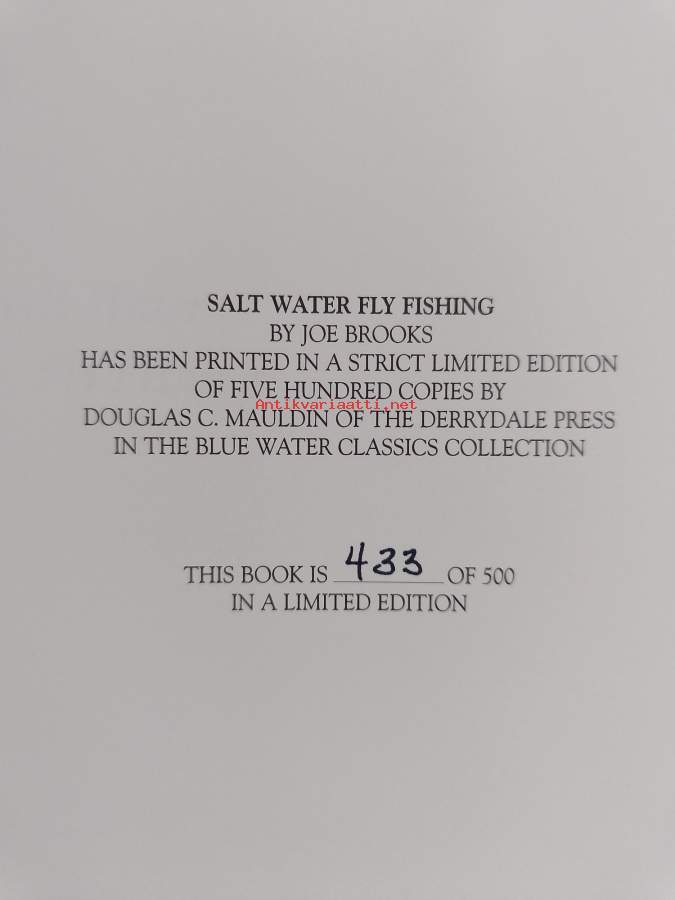 SALT WATER FLY FISHING
BY JOE BROOKS
HAS BEEN PRINTED IN A STRICT LIMITED EDITION
OF FIVE HUNDRED COPIES BY
Antikvariaatti.net
DOUGLAS C. MAULDIN OF THE DERRYDALE PRESS
IN THE BLUE WATER CLASSICS COLLECTION
THIS BOOK IS 433 OF 500
IN A LIMITED EDITION